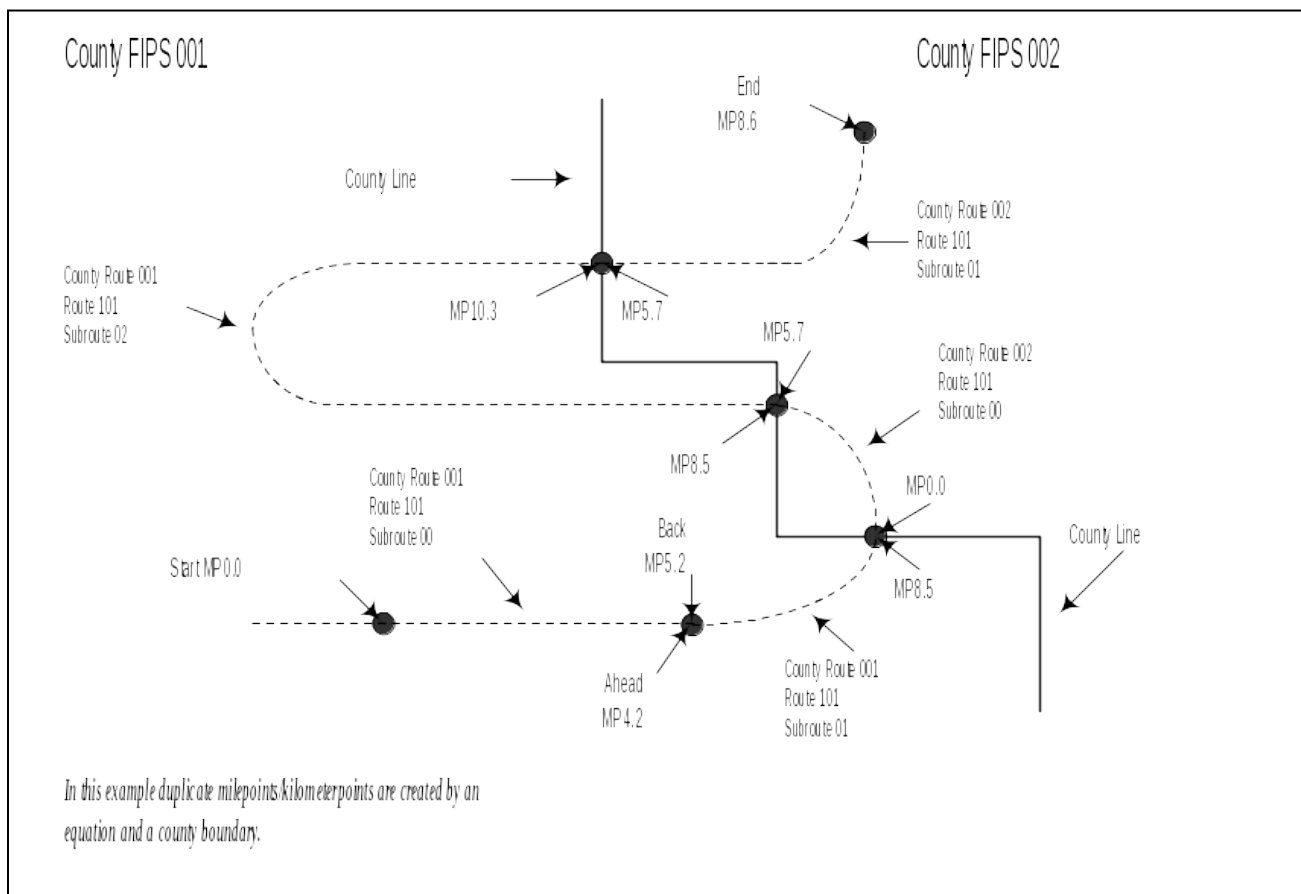 County FIPS 001
County FIPS 002
End
MP8.6
County Line
County Route 002
Route 101
Subroute 01
County Route 001
Route 101
Subroute 02
MP10.3
MP5.7
MP5.7
County Route 002
Route 101
Subroute 00
MP8.5
County Route 001
Route 101
Subroute 00
MP0.0
Back
MP5.2
County Line
Start MP0.0
MP8.5
Ahead
MP4.2
County Route 001
Route 101
Subroute 01
In this example duplicate milepoints/kilometerpoints are created by an
equation and a county boundary.